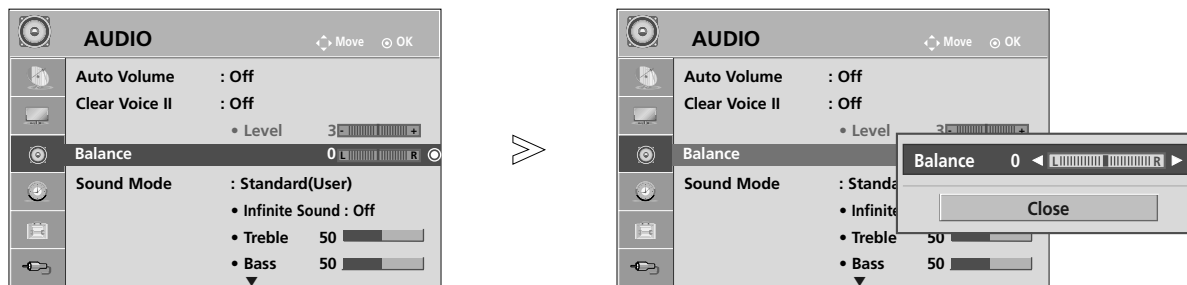 AUDIO Move OK
Auto Volume : Off
Clear Voice II : Off
• Level 3 - +
Balance 0 L R
Sound Mode : Standard(User)
• Infinite Sound : Off
• Treble 50
• Bass 50
AUDIO Move OK
Auto Volume : Off
Clear Voice II : Off
• Level 3 -
Balance
Sound Mode : Standa
• Infinite
• Treble 50
• Bass 50
Balance 0 L R
Close